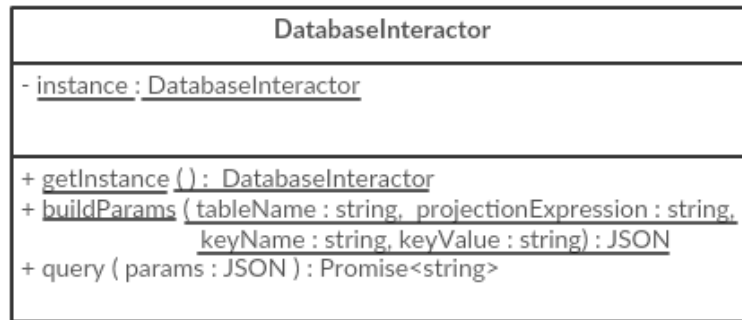 DatabaseInteractor
- instance : DatabaseInteractor
+ getInstance ( ) : DatabaseInteractor
+ buildParams ( tableName : string, projectionExpression : string,
keyName : string, keyValue : string) : JSON
+ query ( params : JSON ) : Promise<string>